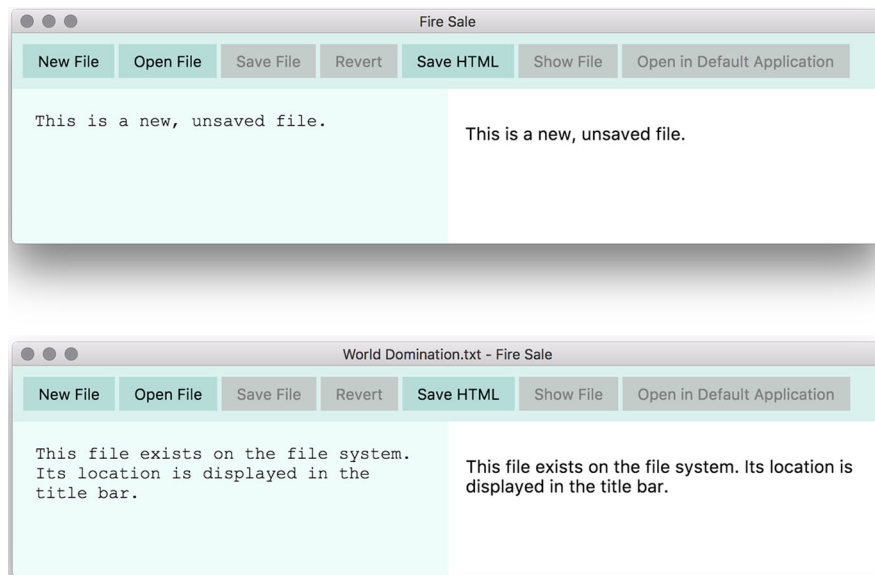 Fire Sale
New File Open File Save File Revert Save HTML Show File Open in Default Application
This is a new, unsaved file.
This is a new, unsaved file.
World Domination.txt - Fire Sale
New File Open File Save File Revert Save HTML Show File Open in Default Application
This file exists on the file system.
Its location is displayed in the
title bar.
This file exists on the file system. Its location is
displayed in the title bar.